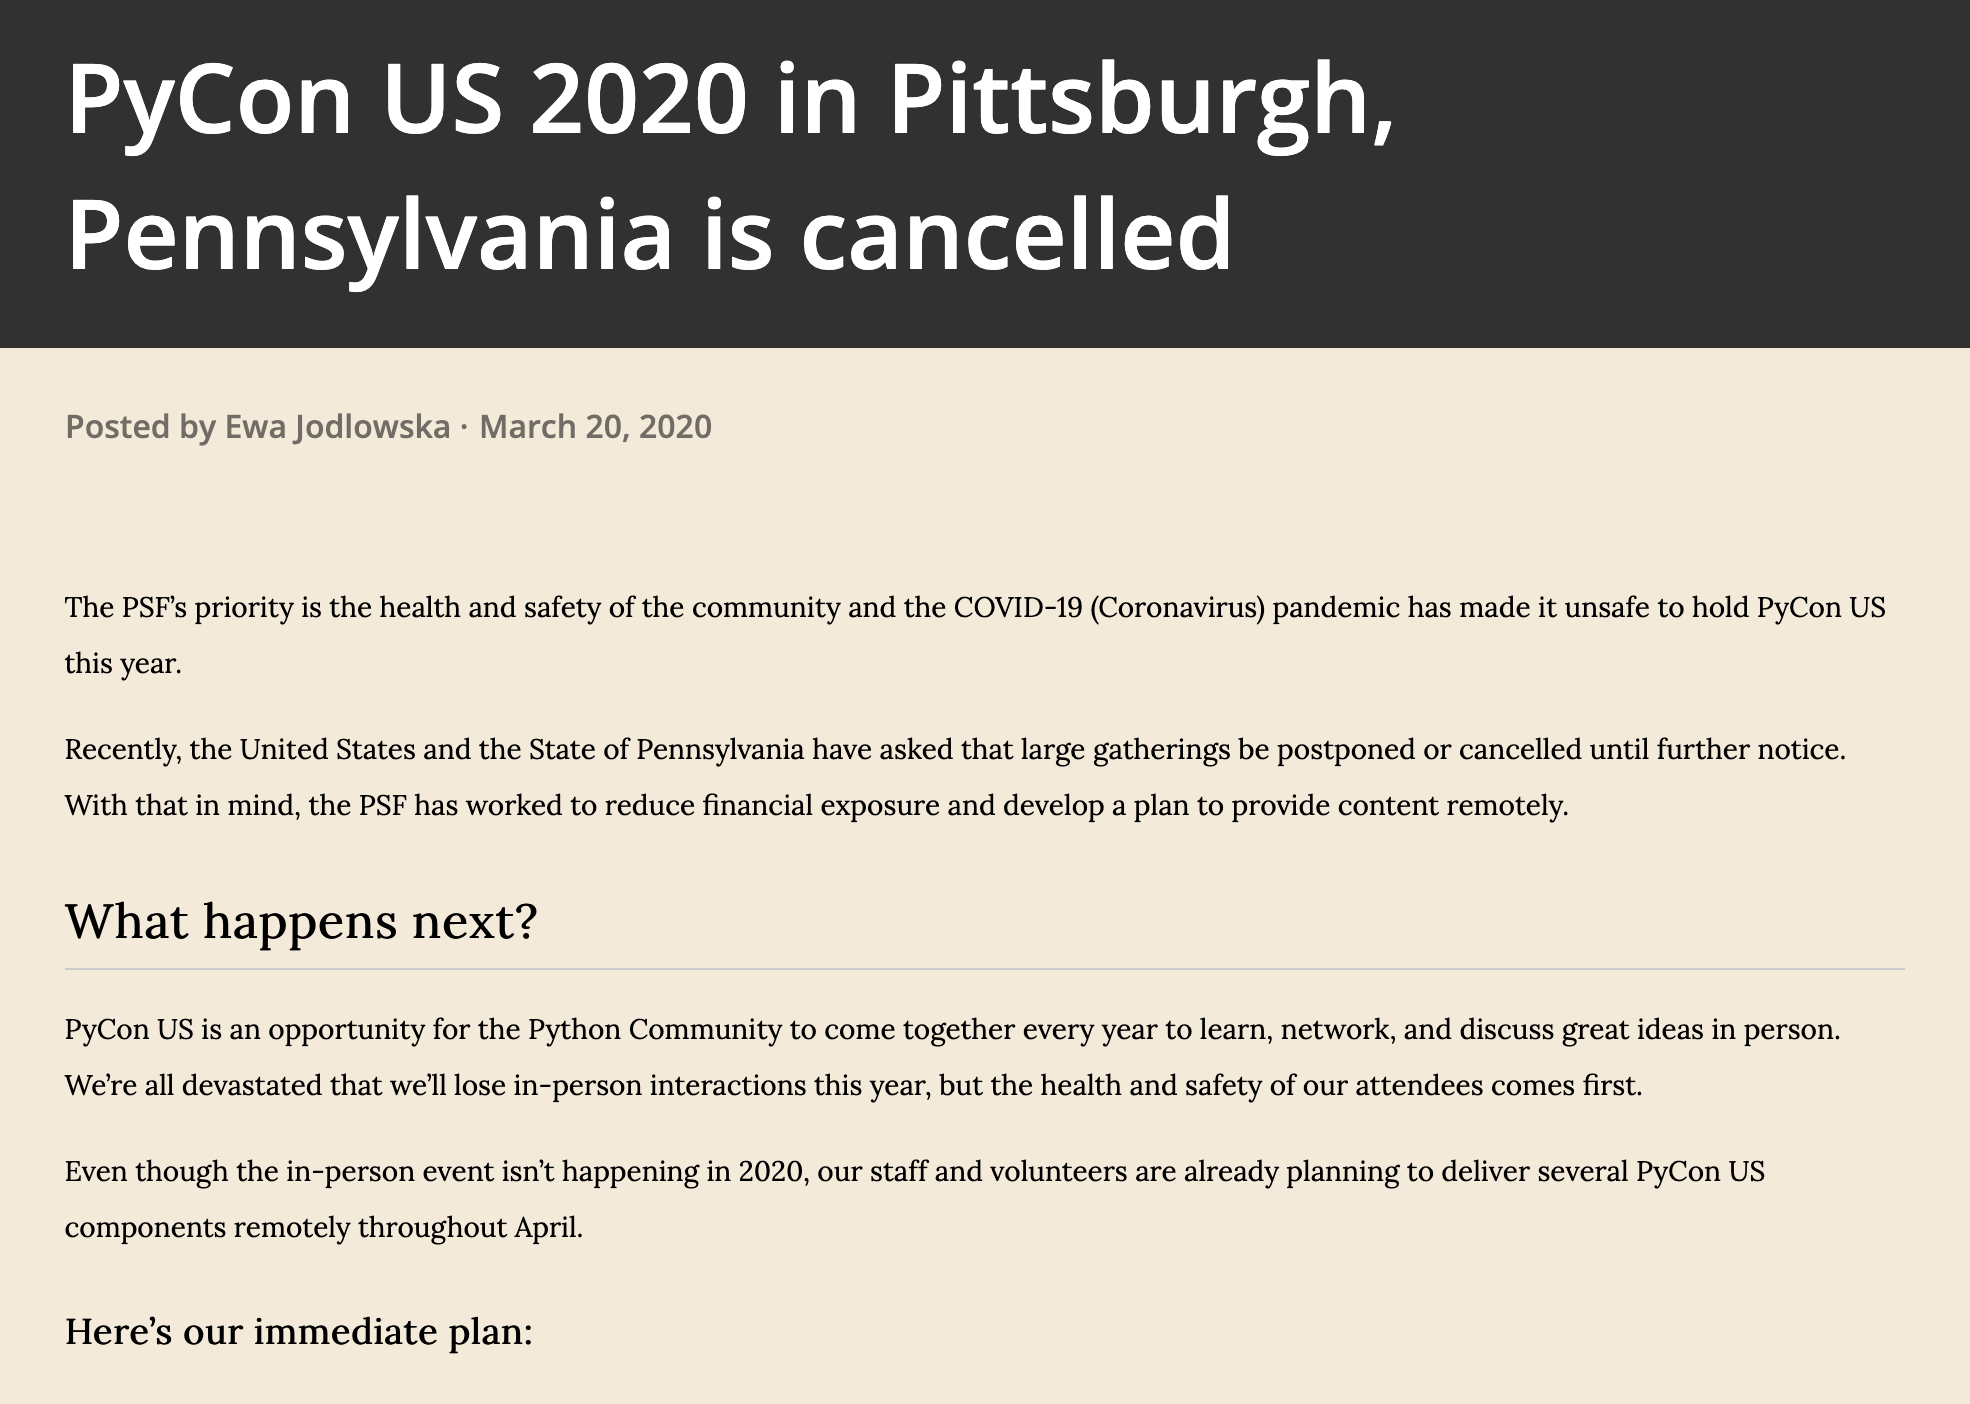 PyCon US 2020 in Pittsburgh,
Pennsylvania is cancelled
Posted by Ewa Jodlowska · March 20, 2020
The PSF’s priority is the health and safety of the community and the COVID-19 (Coronavirus) pandemic has made it unsafe to hold PyCon US
this year.
Recently, the United States and the State of Pennsylvania have asked that large gatherings be postponed or cancelled until further notice.
With that in mind, the PSF has worked to reduce financial exposure and develop a plan to provide content remotely.
What happens next?
PyCon US is an opportunity for the Python Community to come together every year to learn, network, and discuss great ideas in person.
We’re all devastated that we’ll lose in-person interactions this year, but the health and safety of our attendees comes first.
Even though the in-person event isn’t happening in 2020, our staff and volunteers are already planning to deliver several PyCon US
components remotely throughout April.
Here’s our immediate plan: